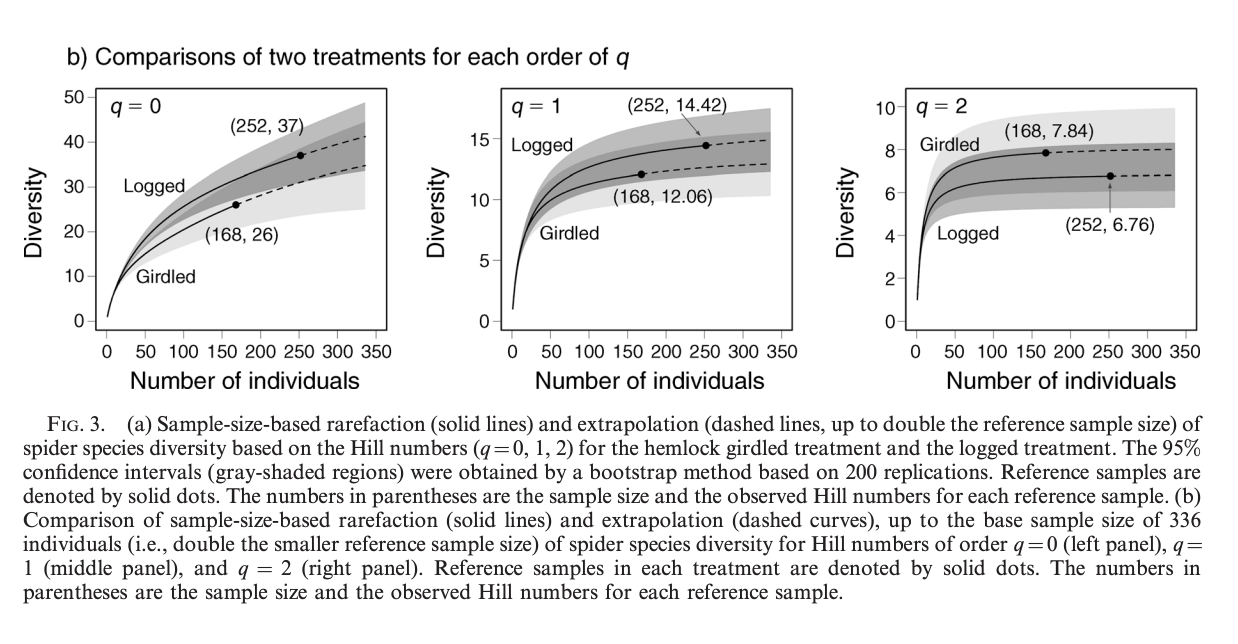 b) Comparisons of two treatments for each order of q
50
40
30
20
10
0
Diversity
q = 0
(252, 37)
Logged
(168, 26)
Girdled
0 50 100 150 200 250 300 350
Number of individuals
15
10
5
0
Diversity
q = 1
(252, 14.42)
Logged
(168, 12.06)
Girdled
0 50 100 150 200 250 300 350
Number of individuals
10
8
6
4
2
0
Diversity
q = 2
(168, 7.84)
Girdled
(252, 6.76)
Logged
0 50 100 150 200 250 300 350
Number of individuals
FIG. 3. (a) Sample-size-based rarefaction (solid lines) and extrapolation (dashed lines, up to double the reference sample size) of
spider species diversity based on the Hill numbers (q=0, 1, 2) for the hemlock girdled treatment and the logged treatment. The 95%
confidence intervals (gray-shaded regions) were obtained by a bootstrap method based on 200 replications. Reference samples are
denoted by solid dots. The numbers in parentheses are the sample size and the observed Hill numbers for each reference sample. (b)
Comparison of sample-size-based rarefaction (solid lines) and extrapolation (dashed curves), up to the base sample size of 336
individuals (i.e., double the smaller reference sample size) of spider species diversity for Hill numbers of order q=0 (left panel), q=
1 (middle panel), and q = 2 (right panel). Reference samples in each treatment are denoted by solid dots. The numbers in
parentheses are the sample size and the observed Hill numbers for each reference sample.